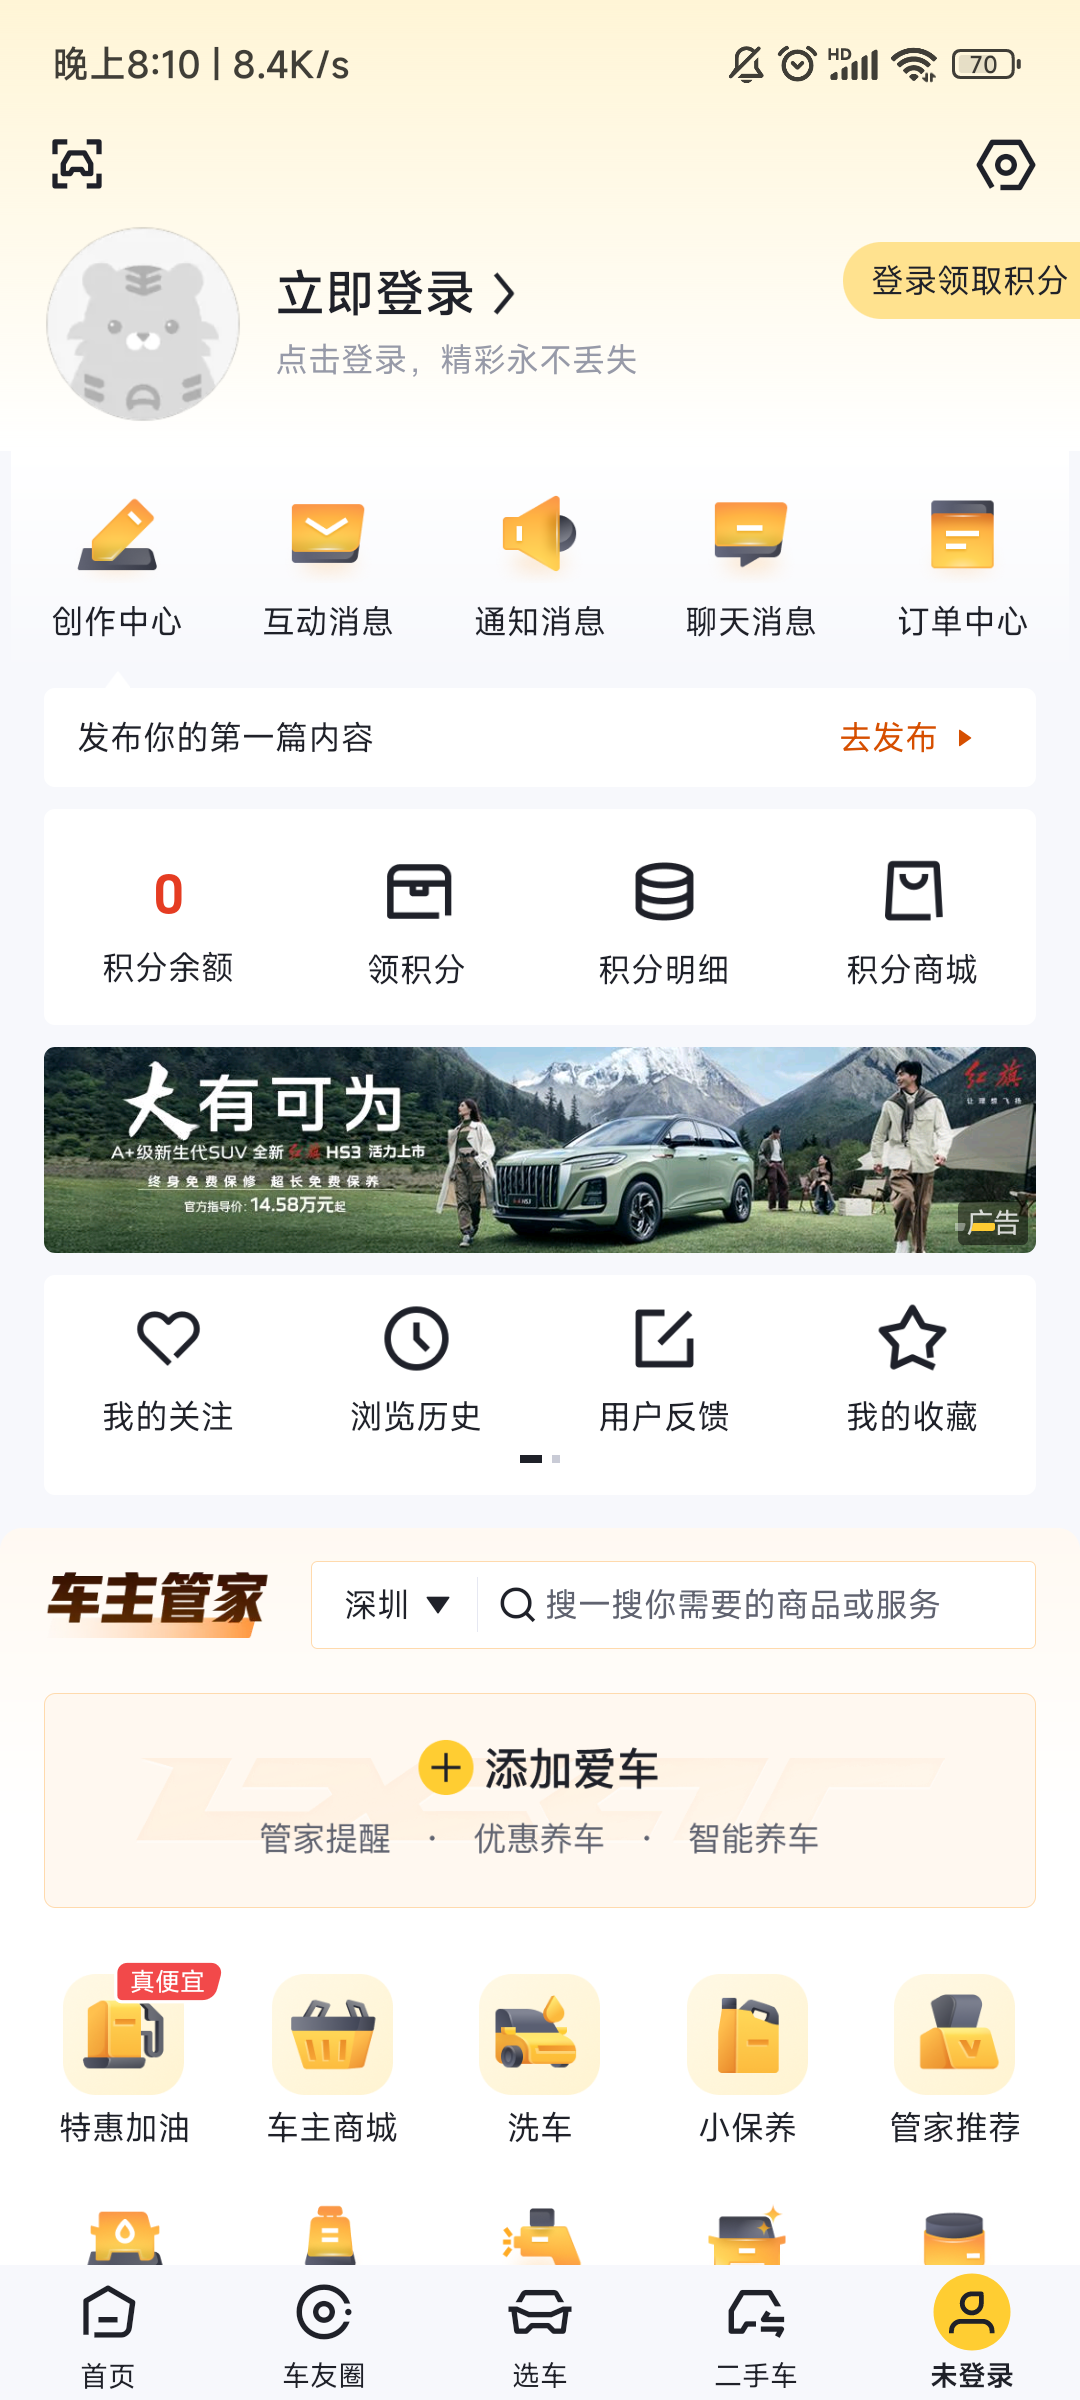 晚上8:10 | 8.4K/s
HD
70
立即登录
登录领取积分
点击登录，精彩永不丢失
创作中心
互动消息
通知消息
聊天消息
订单中心
发布你的第一篇内容
去发布
0
积分余额
领积分
积分明细
积分商城
大有可为
红旗
让理想飞扬
A+级新生代SUV 全新 红旗 HS3 活力上市
终身免费保修 超长免费保养
官方指导价: 14.58万元起
广告
我的关注
浏览历史
用户反馈
我的收藏
车主管家
深圳
搜一搜你需要的商品或服务
添加爱车
管家提醒 · 优惠养车 · 智能养车
真便宜
特惠加油
车主商城
洗车
小保养
管家推荐
首页
车友圈
选车
二手车
未登录